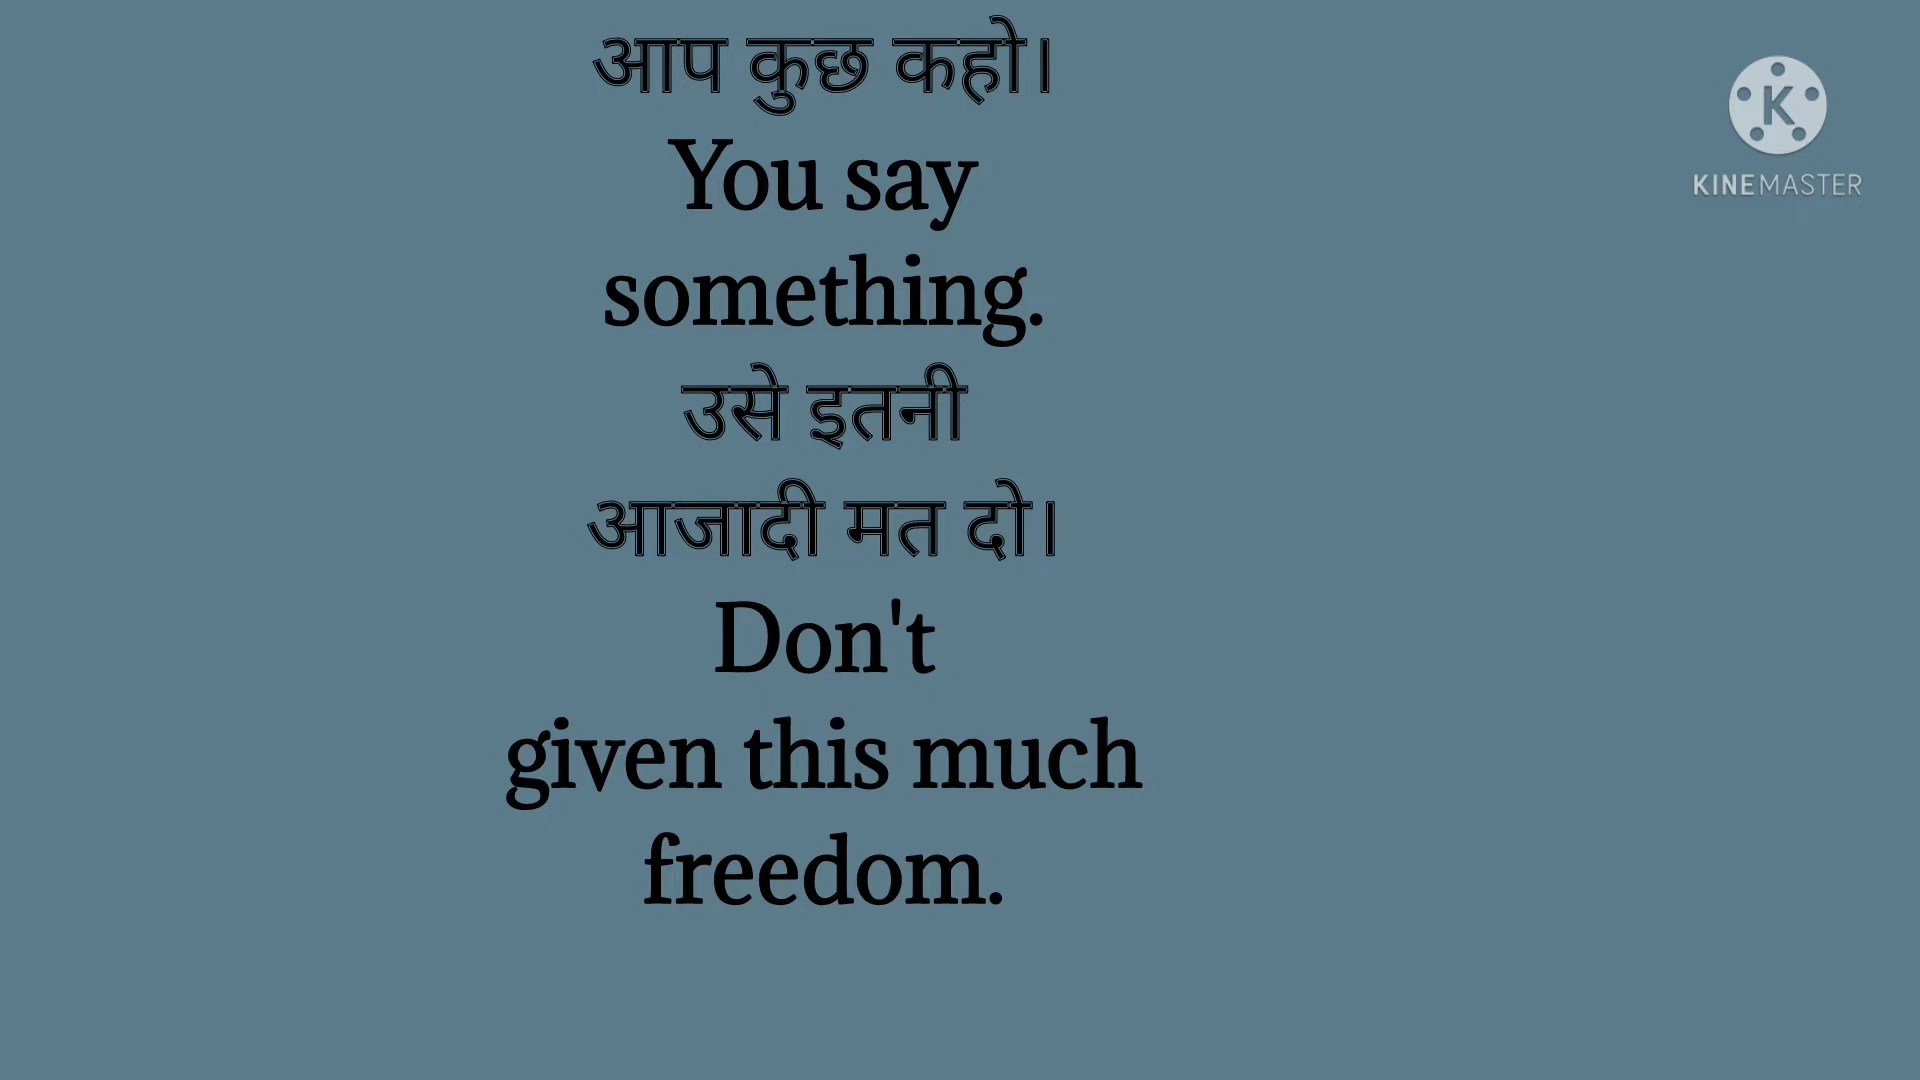 आप कुछ कहो।
You say
something.
उसे इतनी
आजादी मत दो।
Don't
given this much
freedom.
K
KINEMASTER